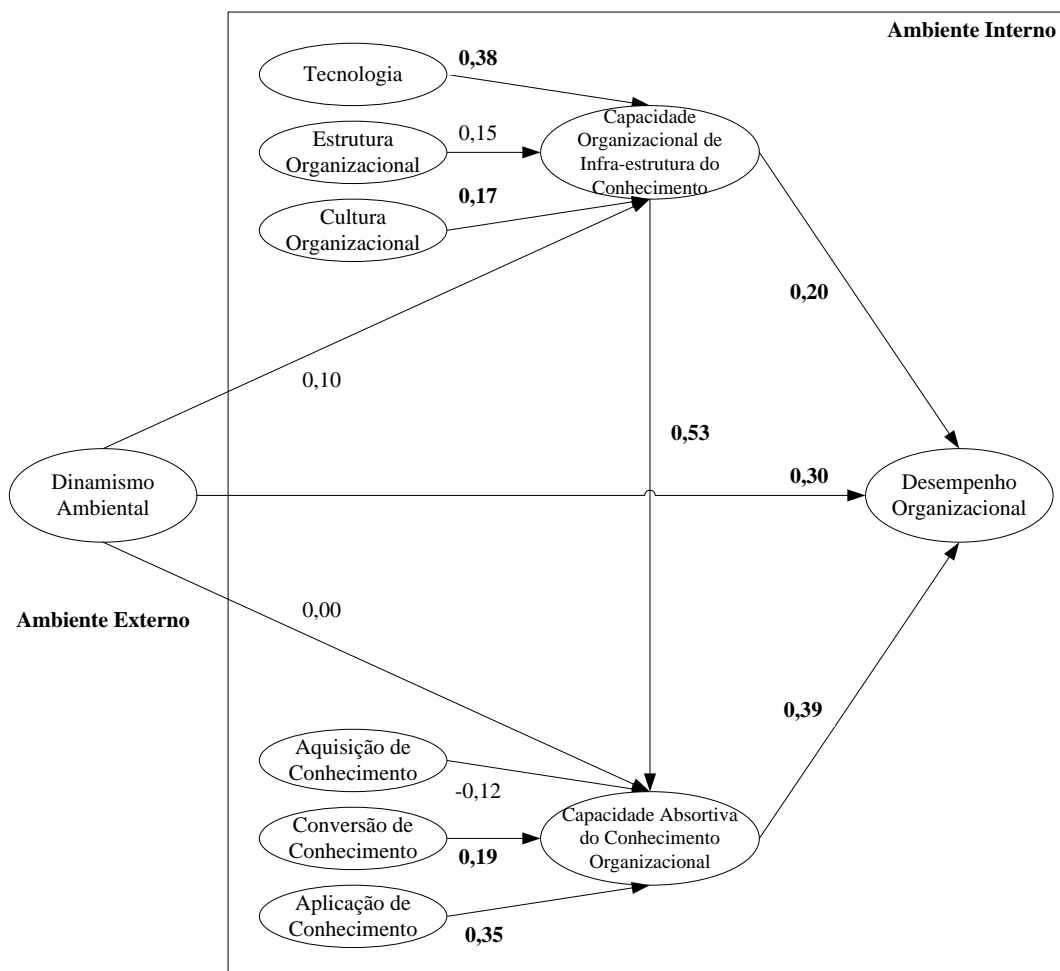 Ambiente Interno
0,38
Tecnologia
Capacidade
Organizacional de
Infra-estrutura do
Conhecimento
Estrutura
Organizacional
0,15
0,17
Cultura
Organizacional
0,20
0,10
0,53
Dinamismo
Ambiental
0,30
Desempenho
Organizacional
0,00
Ambiente Externo
0,39
Aquisição de
Conhecimento
-0,12
Capacidade Absortiva
do Conhecimento
Organizacional
Conversão de
Conhecimento
0,19
Aplicação de
Conhecimento
0,35